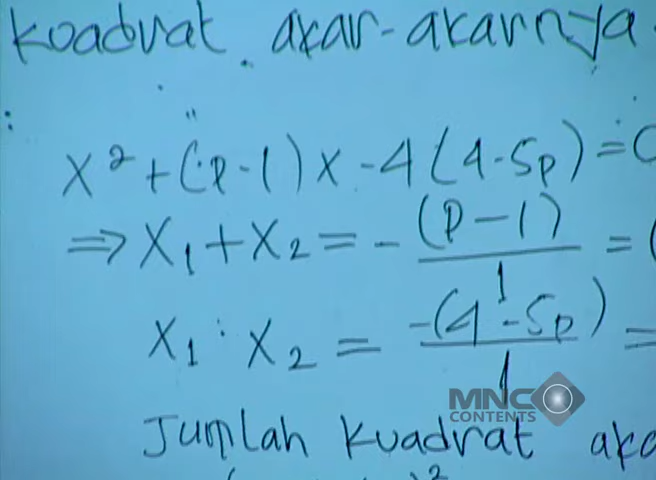 kuadrat akar-akarnya
:
x² + (p - 1) x - 4 (4 - 5p) = 0
⇒ x₁ + x₂ = - (p - 1) / 1 = (
x₁ · x₂ = -(4 - 5p) / 1 =
Jumlah kuadrat aka
MNC
CONTENTS